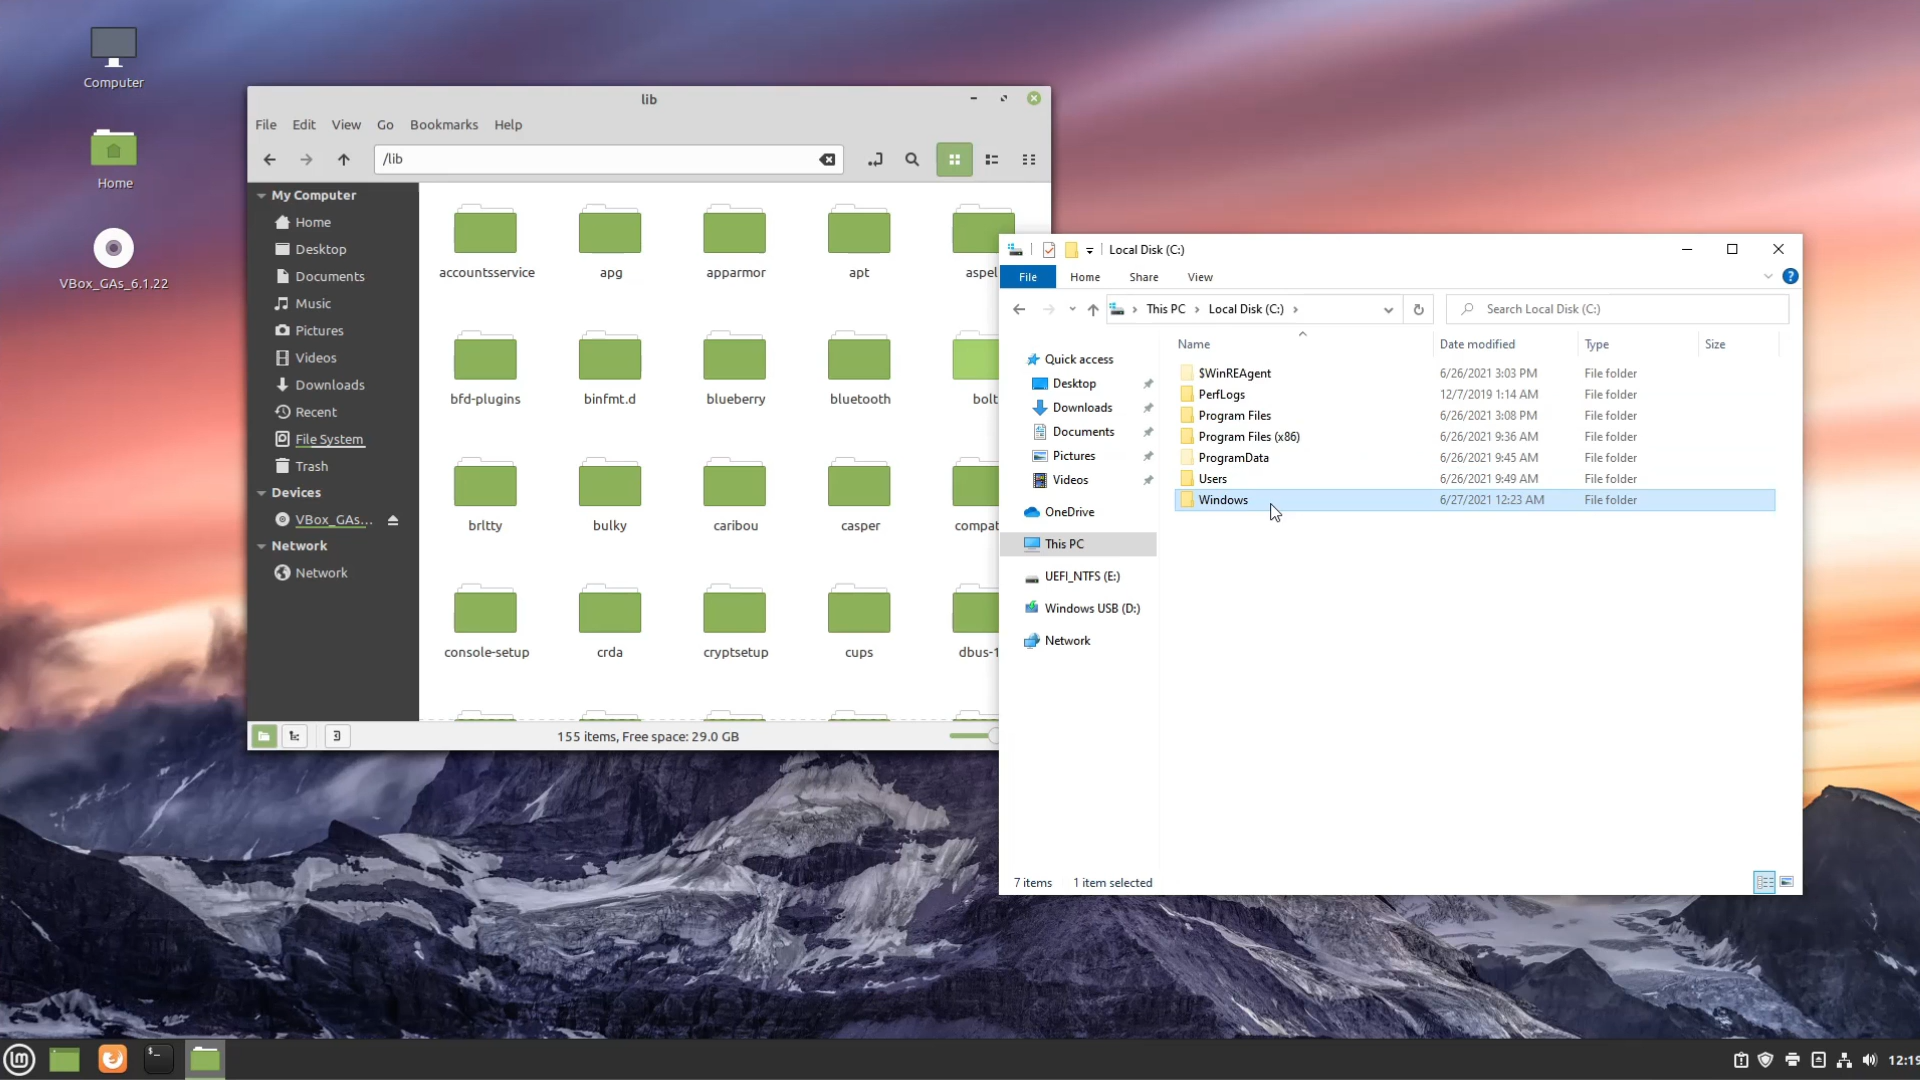 Computer
Home
VBox_GAs_6.1.22
lib
File Edit View Go Bookmarks Help
/lib
My Computer
Home
Desktop
Documents
Music
Pictures
Videos
Downloads
Recent
File System
Trash
Devices
VBox_GAs...
Network
Network
accountsservice apg apparmor apt aspel
bfd-plugins binfmt.d blueberry bluetooth bolt
brltty bulky caribou casper compat
console-setup crda cryptsetup cups dbus-1
155 items, Free space: 29.0 GB
Local Disk (C:)
File Home Share View
This PC Local Disk (C:)
Search Local Disk (C:)
Quick access
Desktop
Downloads
Documents
Pictures
Videos
OneDrive
This PC
UEFI_NTFS (E:)
Windows USB (D:)
Network
Name Date modified Type Size
$WinREAgent 6/26/2021 3:03 PM File folder
PerfLogs 12/7/2019 1:14 AM File folder
Program Files 6/26/2021 3:08 PM File folder
Program Files (x86) 6/26/2021 9:36 AM File folder
ProgramData 6/26/2021 9:45 AM File folder
Users 6/26/2021 9:49 AM File folder
Windows 6/27/2021 12:23 AM File folder
7 items 1 item selected
12:19